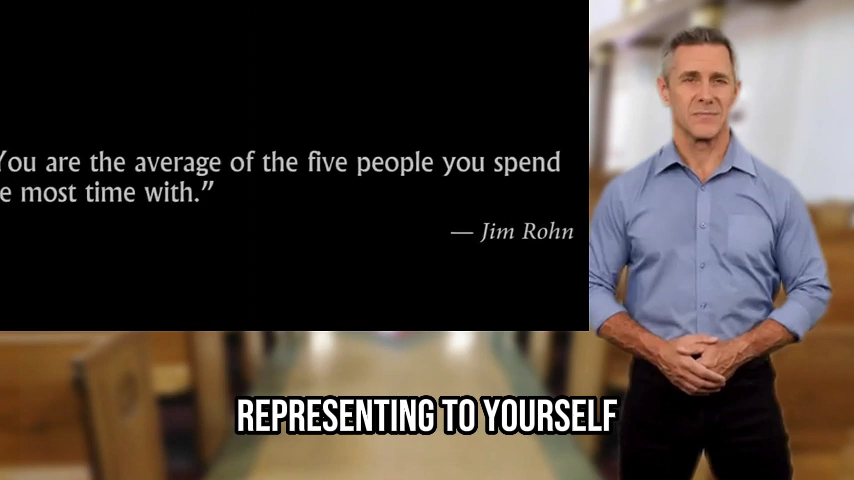 You are the average of the five people you spend
e most time with.”
— Jim Rohn
REPRESENTING TO YOURSELF